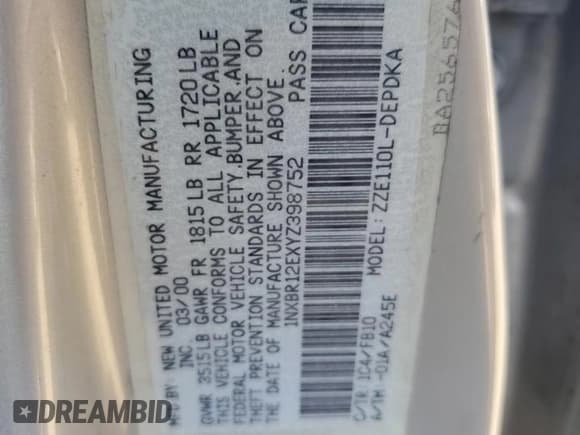 MFD BY NEW UNITED MOTOR MANUFACTURING
INC. 03/00
GVWR 3515LB GAWR FR 1815LB RR 1720LB
THIS VEHICLE CONFORMS TO ALL APPLICABLE
FEDERAL MOTOR VEHICLE SAFETY,BUMPER,AND
THEFT PREVENTION STANDARDS IN EFFECT ON
THE DATE OF MANUFACTURE SHOWN ABOVE.
1NXBR12EXYZ398752 PASS CAR
MODEL: ZZE110L-DEPDKA
C/TR 1C4/FB10
A/TM -01A/A245E
BA256576
DREAMBID